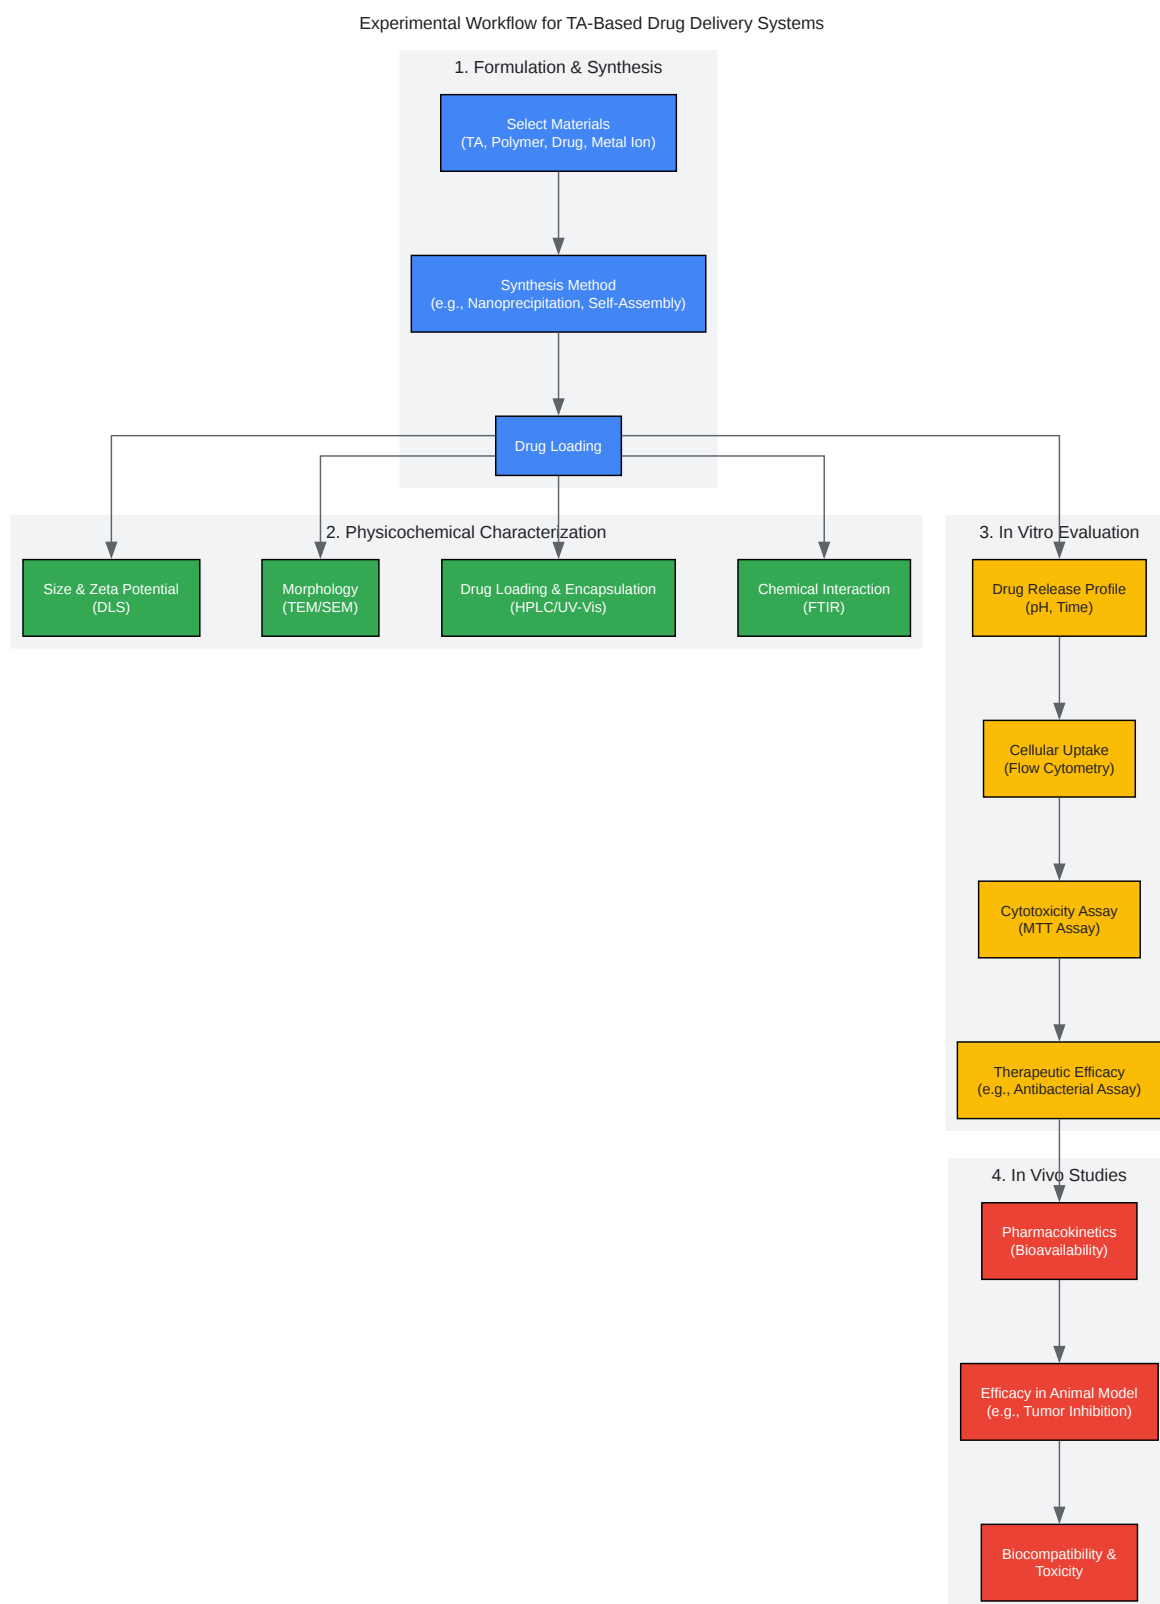 Experimental Workflow for TA-Based Drug Delivery Systems
1. Formulation & Synthesis
Select Materials
(TA, Polymer, Drug, Metal Ion)
Synthesis Method
(e.g., Nanoprecipitation, Self-Assembly)
Drug Loading
2. Physicochemical Characterization
Size & Zeta Potential
(DLS)
Morphology
(TEM/SEM)
Drug Loading & Encapsulation
(HPLC/UV-Vis)
Chemical Interaction
(FTIR)
3. In Vitro Evaluation
Drug Release Profile
(pH, Time)
Cellular Uptake
(Flow Cytometry)
Cytotoxicity Assay
(MTT Assay)
Therapeutic Efficacy
(e.g., Antibacterial Assay)
4. In Vivo Studies
Pharmacokinetics
(Bioavailability)
Efficacy in Animal Model
(e.g., Tumor Inhibition)
Biocompatibility &
Toxicity